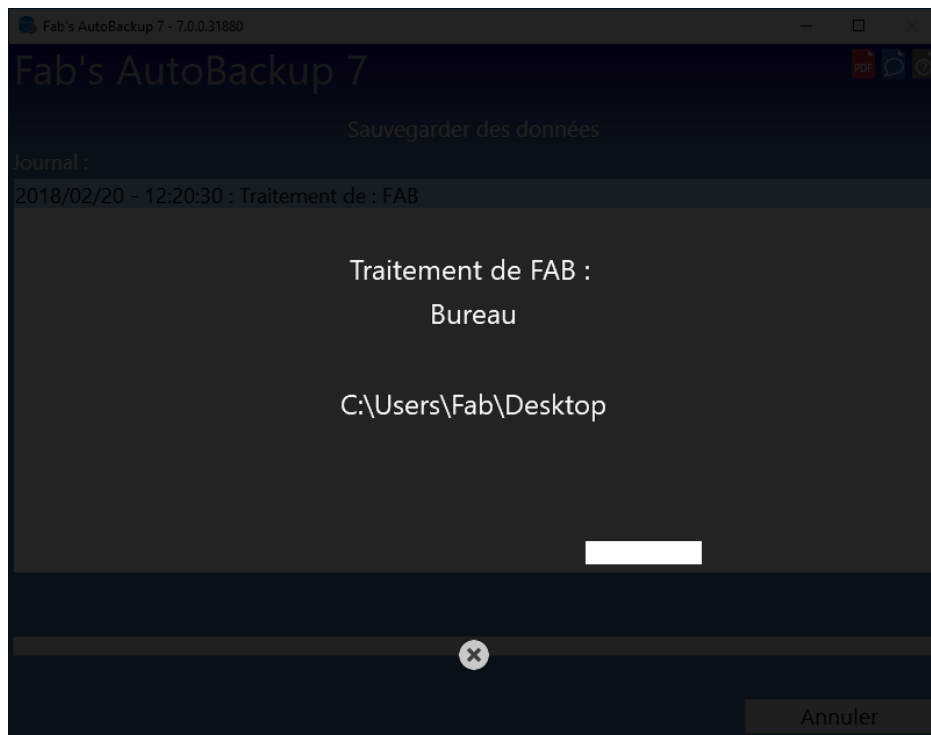 Fab's AutoBackup 7 - 7.0.0.31880
Fab's AutoBackup 7
PDF
Sauvegarder des données
Journal :
2018/02/20 - 12:20:30 : Traitement de : FAB
Traitement de FAB :
Bureau
C:\Users\Fab\Desktop
Annuler